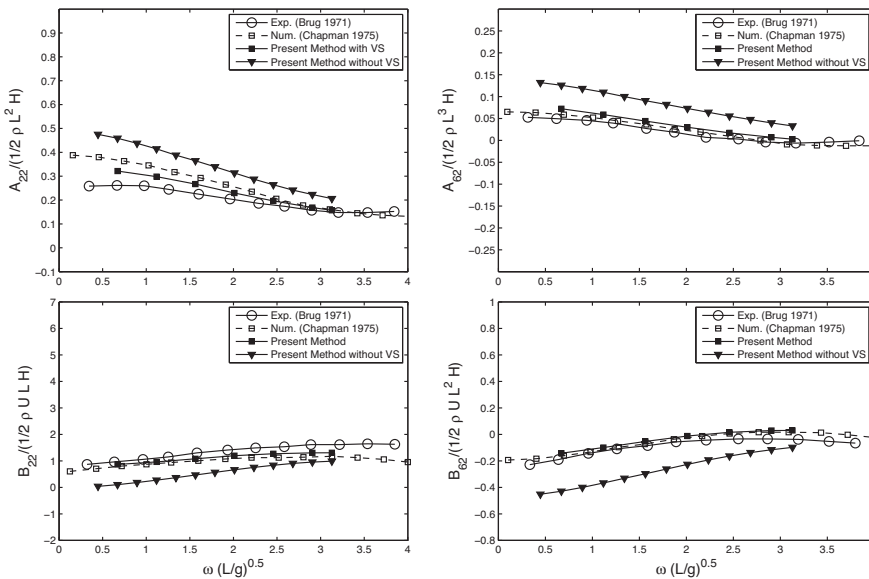 A22/(1/2 ρ L2 H)
0.9
0.8
0.7
0.6
0.5
0.4
0.3
0.2
0.1
0
-0.1
0 0.5 1 1.5 2 2.5 3 3.5 4
Exp. (Brug 1971)
Num. (Chapman 1975)
Present Method with VS
Present Method without VS
A62/(1/2 ρ L3 H)
0.25
0.2
0.15
0.1
0.05
0
-0.05
-0.1
-0.15
-0.2
-0.25
0 0.5 1 1.5 2 2.5 3 3.5
Exp. (Brug 1971)
Num. (Chapman 1975)
Present Method
Present Method without VS
B22/(1/2 ρ U L H)
7
6
5
4
3
2
1
0
-1
-2
0 0.5 1 1.5 2 2.5 3 3.5 4
ω (L/g)0.5
Exp. (Brug 1971)
Num. (Chapman 1975)
Present Method
Present Method without VS
B62/(1/2 ρ U L2 H)
1
0.8
0.6
0.4
0.2
0
-0.2
-0.4
-0.6
-0.8
0 0.5 1 1.5 2 2.5 3 3.5
ω (L/g)0.5
Exp. (Brug 1971)
Num. (Chapman 1975)
Present Method
Present Method without VS